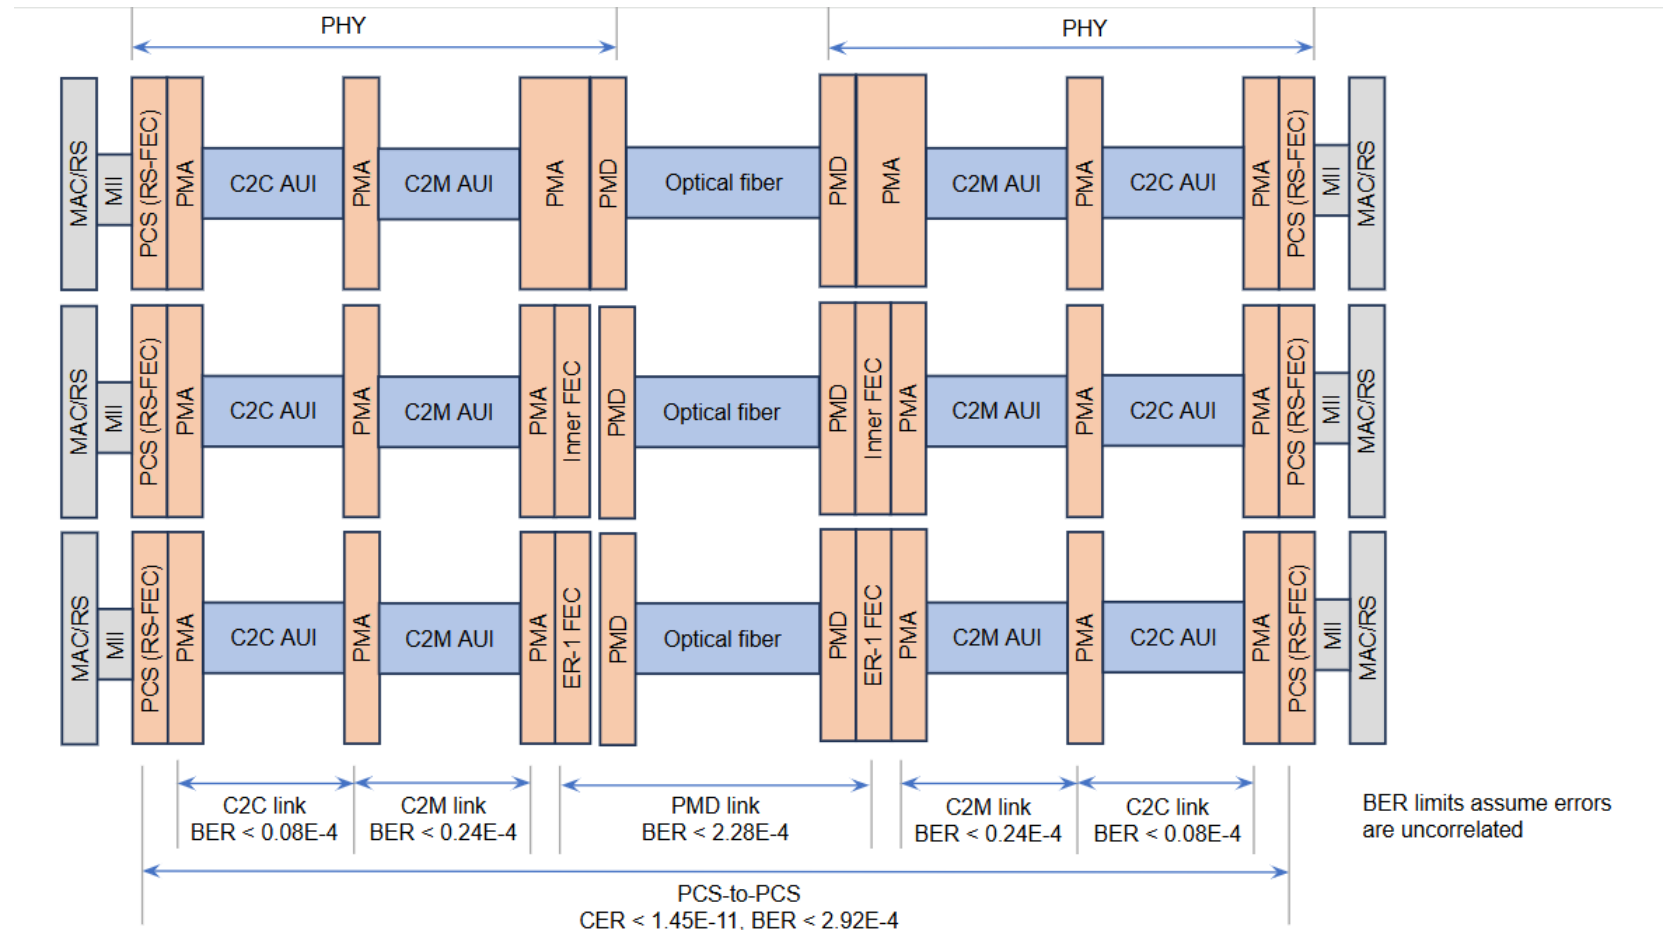 PHY
PHY
MAC/RS
MII
PCS (RS-FEC)
PMA
C2C AUI
PMA
C2M AUI
PMA
PMD
Optical fiber
PMD
PMA
C2M AUI
PMA
C2C AUI
PMA
PCS (RS-FEC)
MII
MAC/RS
MAC/RS
MII
PCS (RS-FEC)
PMA
C2C AUI
PMA
C2M AUI
PMA
Inner FEC
PMD
Optical fiber
PMD
Inner FEC
PMA
C2M AUI
PMA
C2C AUI
PMA
PCS (RS-FEC)
MII
MAC/RS
MAC/RS
MII
PCS (RS-FEC)
PMA
C2C AUI
PMA
C2M AUI
PMA
ER-1 FEC
PMD
Optical fiber
PMD
ER-1 FEC
PMA
C2M AUI
PMA
C2C AUI
PMA
PCS (RS-FEC)
MII
MAC/RS
C2C link
BER < 0.08E-4
C2M link
BER < 0.24E-4
PMD link
BER < 2.28E-4
C2M link
BER < 0.24E-4
C2C link
BER < 0.08E-4
BER limits assume errors
are uncorrelated
PCS-to-PCS
CER < 1.45E-11, BER < 2.92E-4